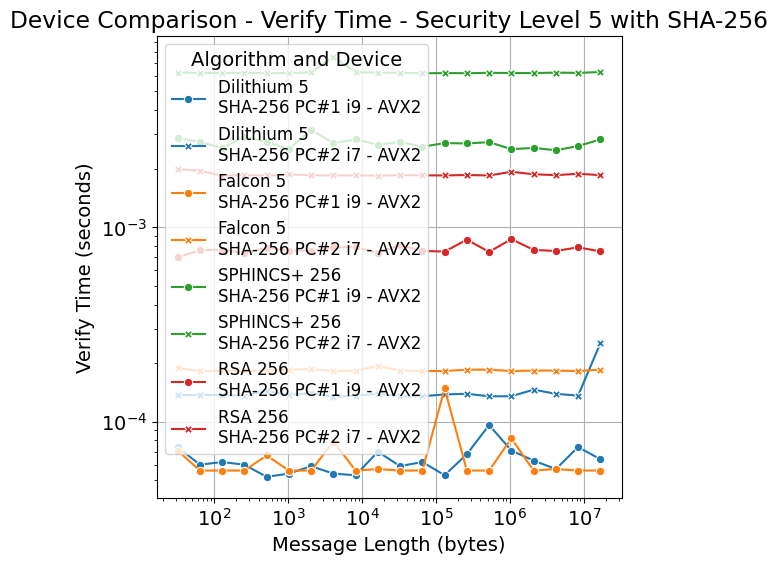 Device Comparison - Verify Time - Security Level 5 with SHA-256
Algorithm and Device
Dilithium 5
SHA-256 PC#1 i9 - AVX2
Dilithium 5
SHA-256 PC#2 i7 - AVX2
Falcon 5
SHA-256 PC#1 i9 - AVX2
Falcon 5
SHA-256 PC#2 i7 - AVX2
SPHINCS+ 256
SHA-256 PC#1 i9 - AVX2
SPHINCS+ 256
SHA-256 PC#2 i7 - AVX2
RSA 256
SHA-256 PC#1 i9 - AVX2
RSA 256
SHA-256 PC#2 i7 - AVX2
Verify Time (seconds)
10⁻³
10⁻⁴
10² 10³ 10⁴ 10⁵ 10⁶ 10⁷
Message Length (bytes)